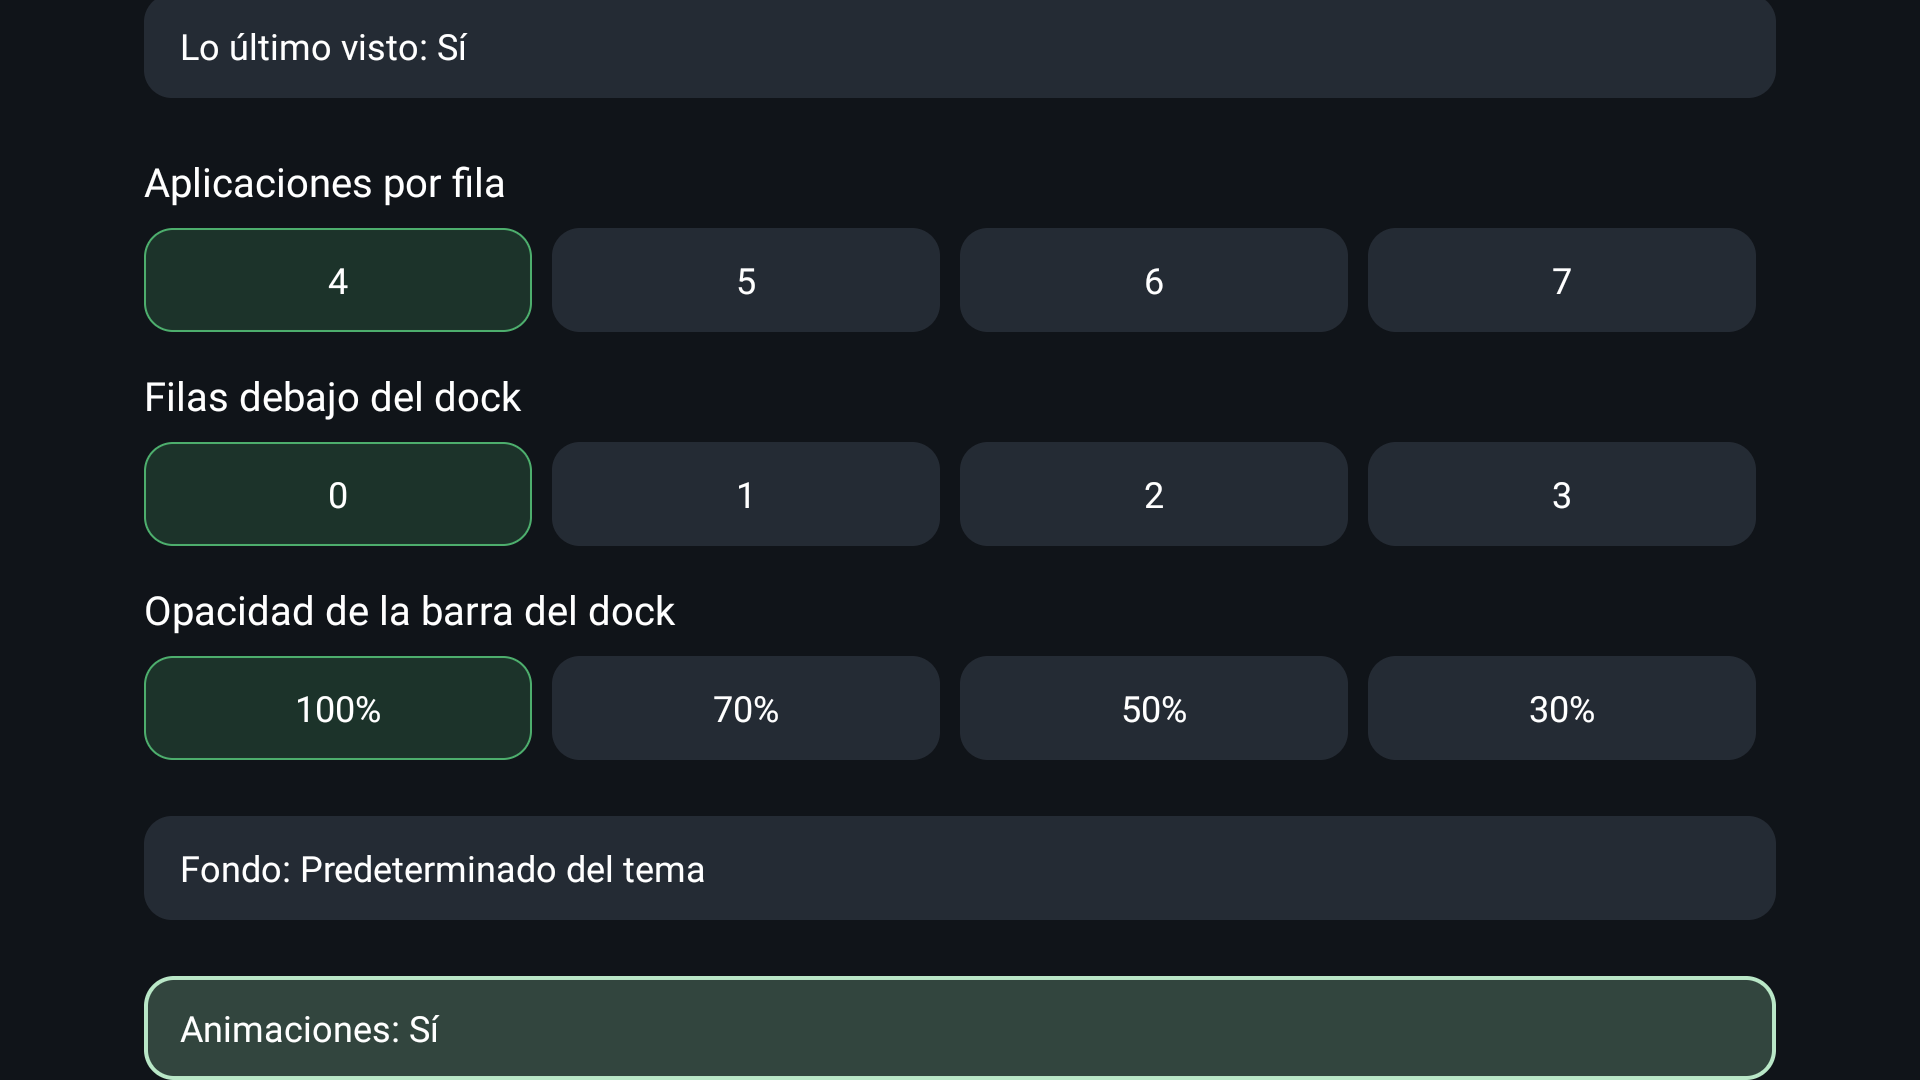 Lo último visto: Sí
Aplicaciones por fila
4 5 6 7
Filas debajo del dock
0 1 2 3
Opacidad de la barra del dock
100% 70% 50% 30%
Fondo: Predeterminado del tema
Animaciones: Sí